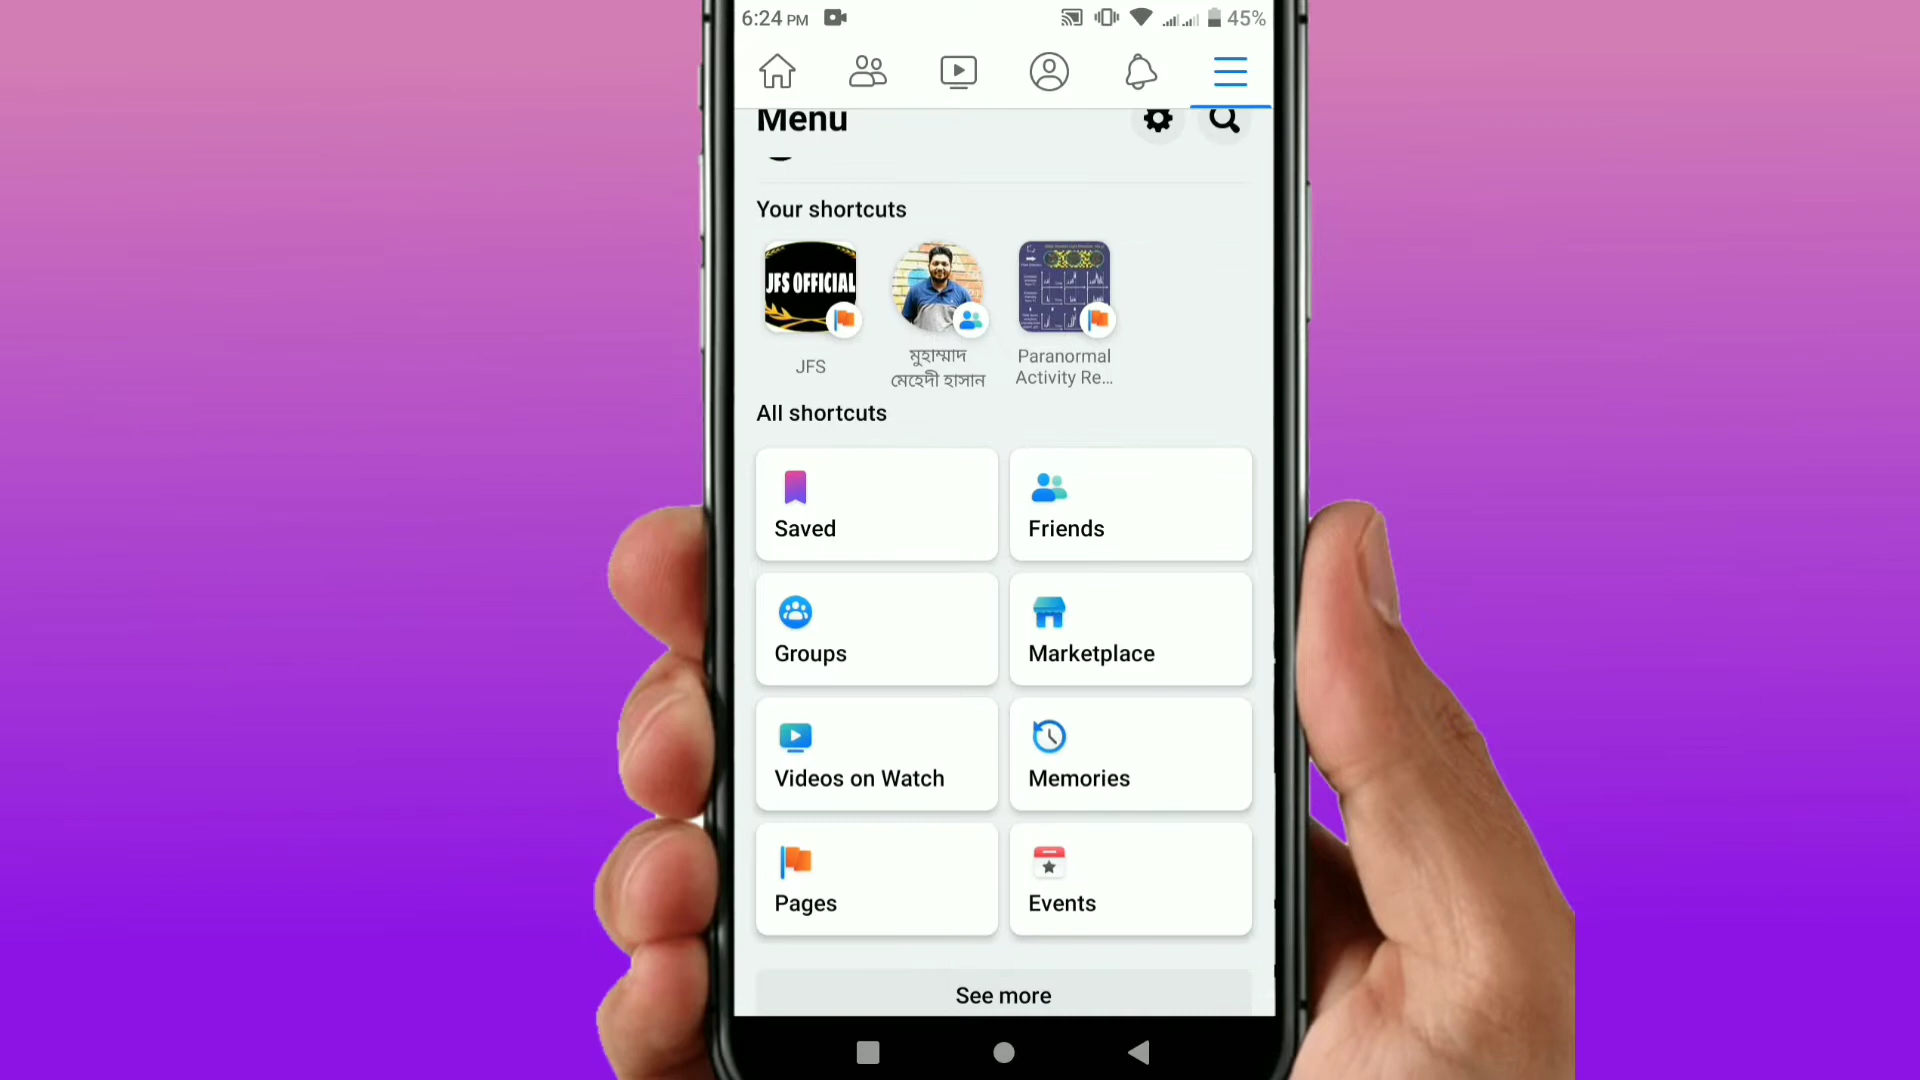 6:24 PM
45%
Menu
Your shortcuts
JFS OFFICIAL
JFS
মুহাম্মাদ
মেহেদী হাসান
Paranormal
Activity Re...
All shortcuts
Saved
Friends
Groups
Marketplace
Videos on Watch
Memories
Pages
Events
See more